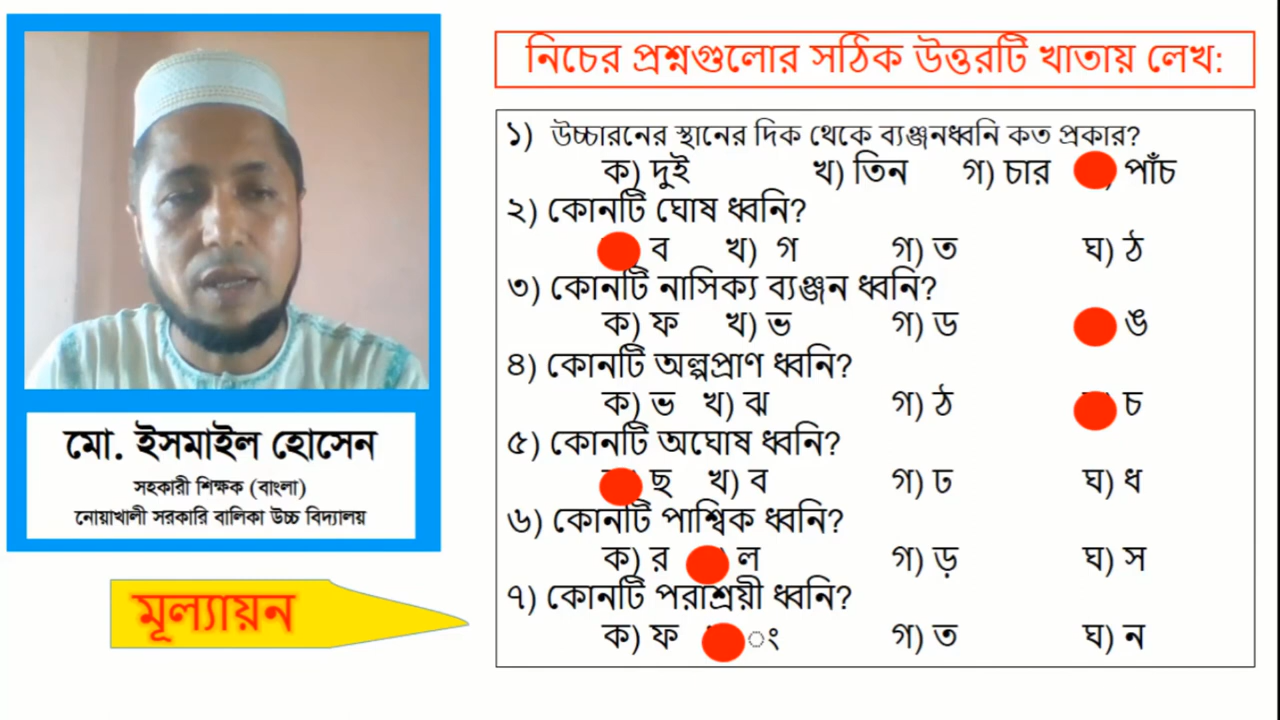 নিচের প্রশ্নগুলোর সঠিক উত্তরটি খাতায় লেখ:
১) উচ্চারনের স্থানের দিক থেকে ব্যঞ্জনধ্বনি কত প্রকার?
ক) দুই খ) তিন গ) চার পাঁচ
২) কোনটি ঘোষ ধ্বনি?
ব খ) গ গ) ত ঘ) ঠ
৩) কোনটি নাসিক্য ব্যঞ্জন ধ্বনি?
ক) ফ খ) ভ গ) ড ঙ
৪) কোনটি অল্পপ্রাণ ধ্বনি?
ক) ভ খ) ঝ গ) ঠ চ
৫) কোনটি অঘোষ ধ্বনি?
ছ খ) ব গ) ঢ ঘ) ধ
৬) কোনটি পাশ্বিক ধ্বনি?
ক) র ল গ) ড় ঘ) স
৭) কোনটি পরাশ্রয়ী ধ্বনি?
ক) ফ ং গ) ত ঘ) ন
মো. ইসমাইল হোসেন
সহকারী শিক্ষক (বাংলা)
নোয়াখালী সরকারি বালিকা উচ্চ বিদ্যালয়
মূল্যায়ন